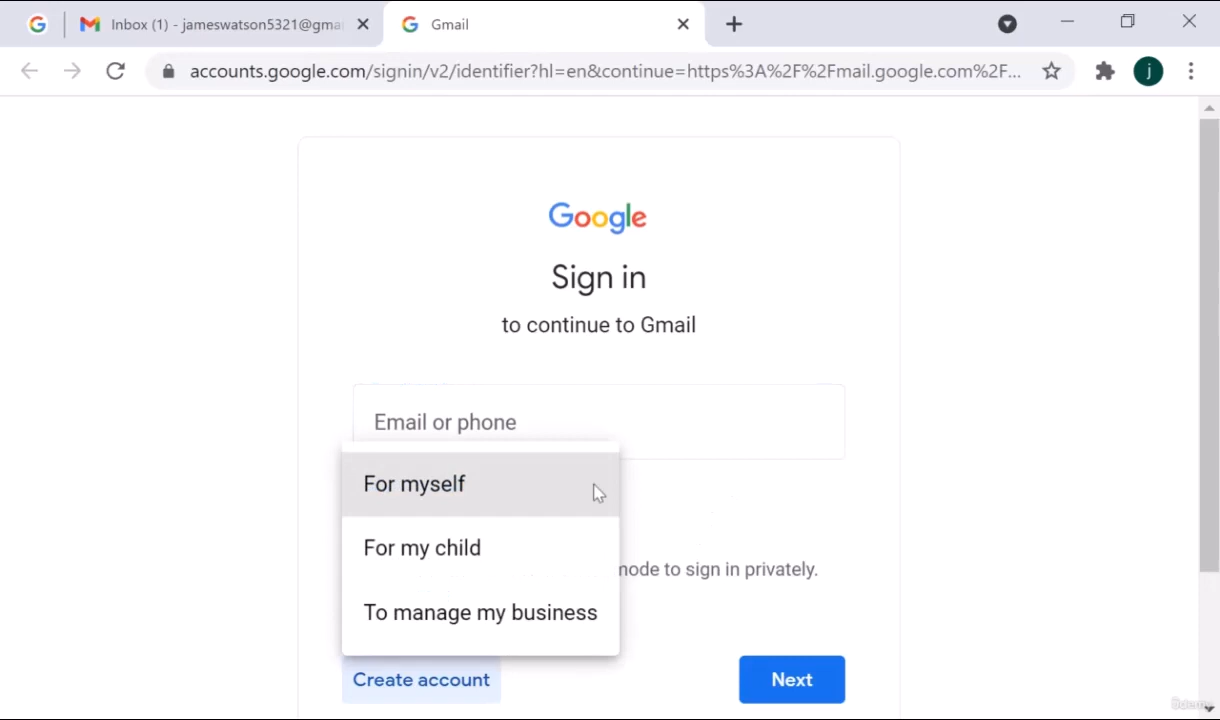 Inbox (1) - jameswatson5321@gma
Gmail
accounts.google.com/signin/v2/identifier?hl=en&continue=https%3A%2F%2Fmail.google.com%2F...
j
Google
Sign in
to continue to Gmail
Email or phone
For myself
For my child
mode to sign in privately.
To manage my business
Create account
Next
Udemy